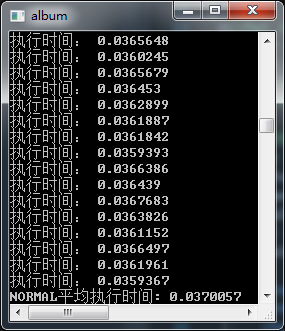 album
执行时间： 0.0365648
执行时间： 0.0360245
执行时间： 0.0365679
执行时间： 0.036453
执行时间： 0.0362899
执行时间： 0.0361887
执行时间： 0.0361842
执行时间： 0.0359393
执行时间： 0.0366386
执行时间： 0.036439
执行时间： 0.0367683
执行时间： 0.0363826
执行时间： 0.0361152
执行时间： 0.0366497
执行时间： 0.0361961
执行时间： 0.0359367
NORMAL平均执行时间：0.0370057